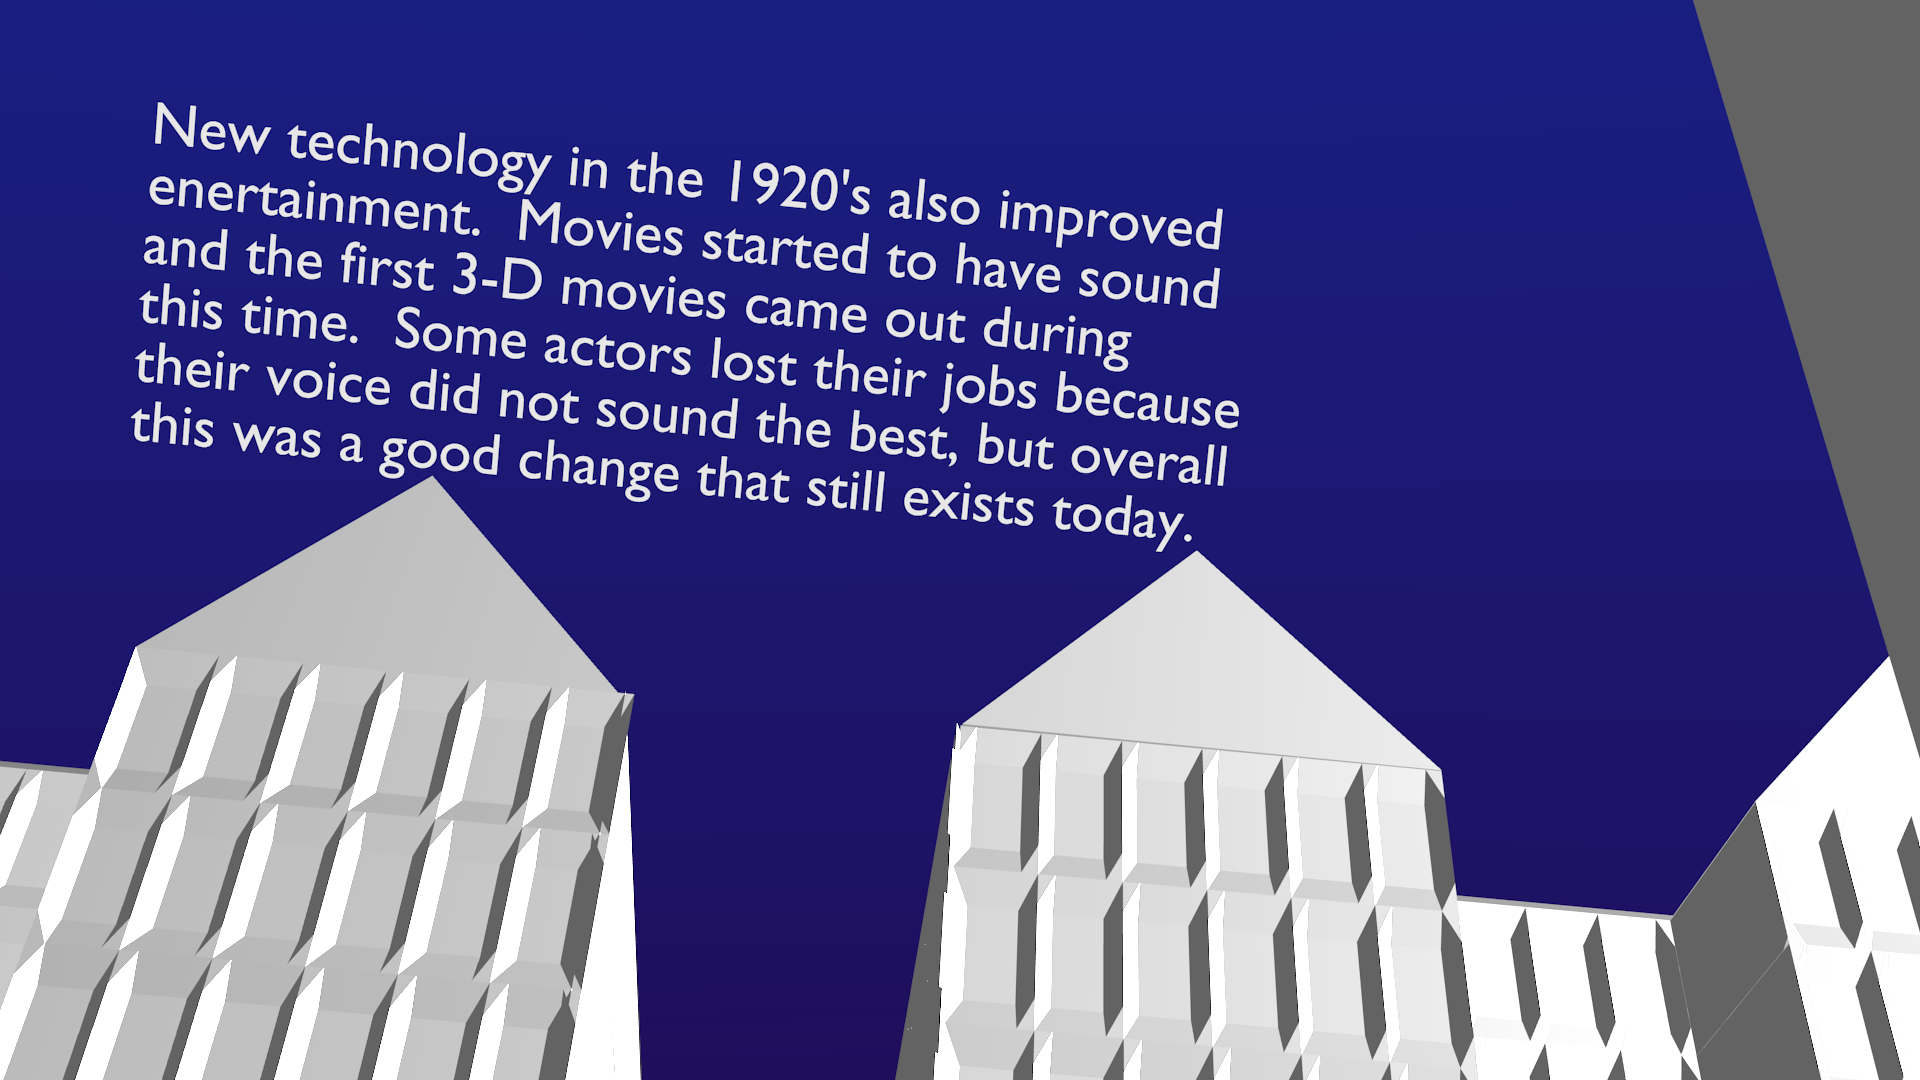 New technology in the 1920's also improved
enertainment.  Movies started to have sound
and the first 3-D movies came out during
this time.  Some actors lost their jobs because
their voice did not sound the best, but overall
this was a good change that still exists today.